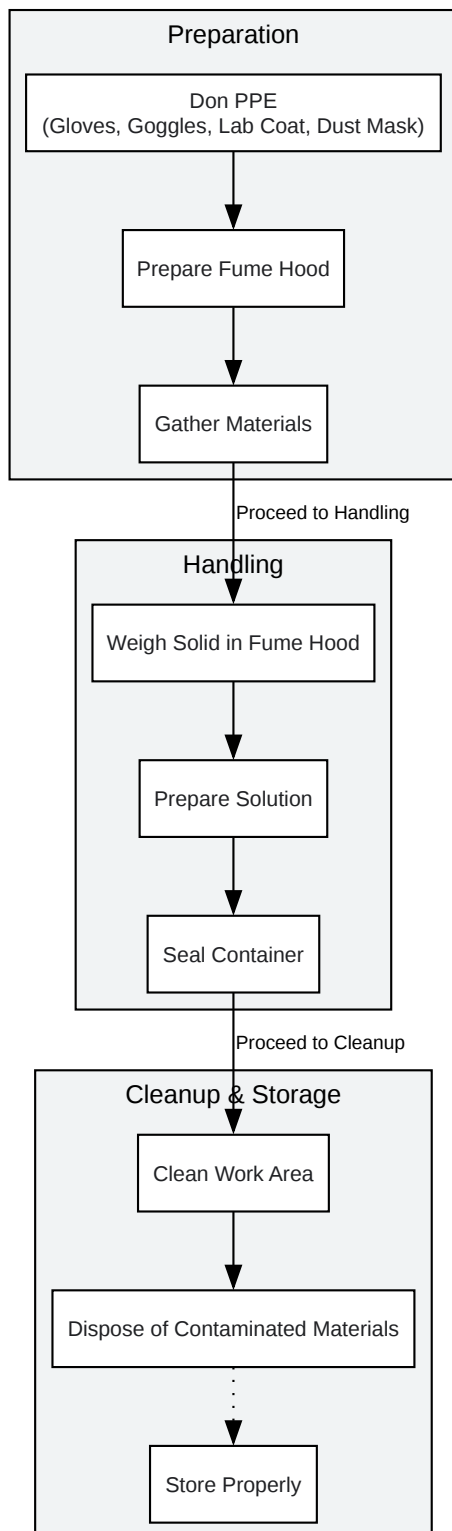 Preparation
Don PPE
(Gloves, Goggles, Lab Coat, Dust Mask)
Prepare Fume Hood
Gather Materials
Proceed to Handling
Handling
Weigh Solid in Fume Hood
Prepare Solution
Seal Container
Proceed to Cleanup
Cleanup & Storage
Clean Work Area
Dispose of Contaminated Materials
Store Properly